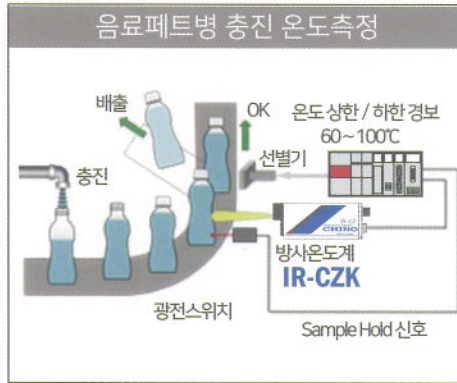 음료페트병 충진 온도측정
배출
OK
온도 상한 / 하한 경보
60~100℃
선별기
충진
IR-CZ
CHINO
방사온도계
IR-CZK
광전스위치
Sample Hold 신호